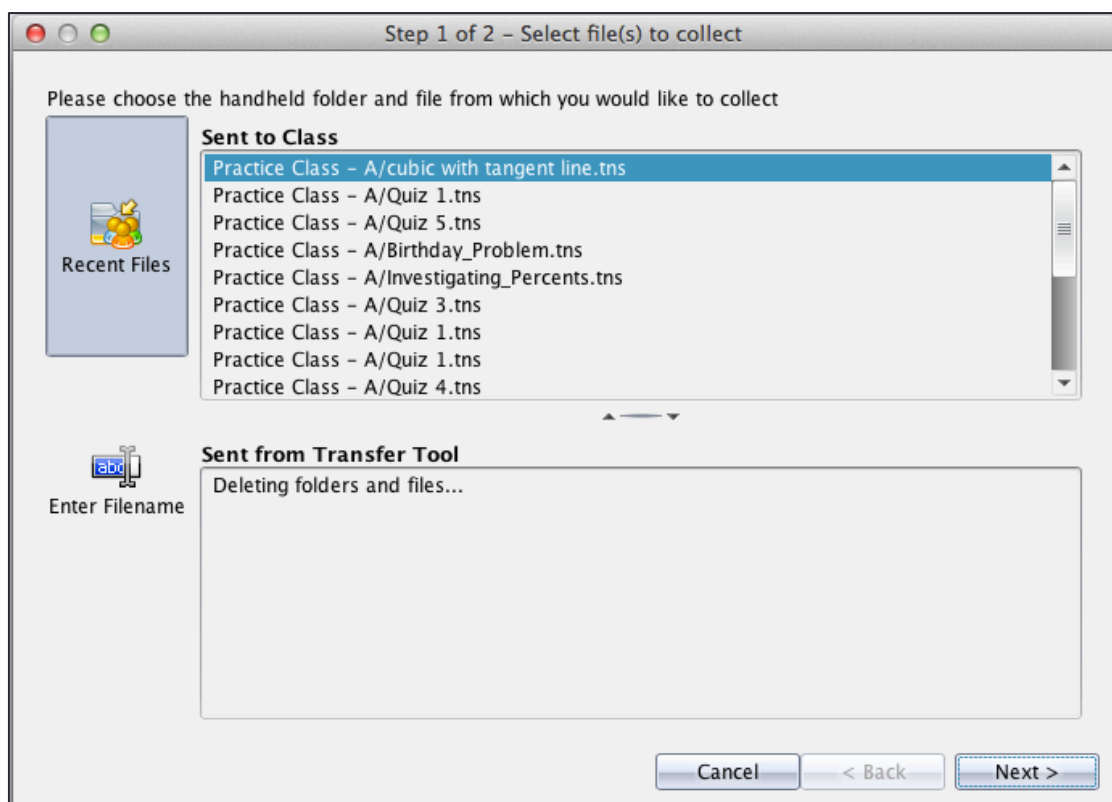 Step 1 of 2 – Select file(s) to collect
Please choose the handheld folder and file from which you would like to collect
Recent Files
Sent to Class
Practice Class – A/cubic with tangent line.tns
Practice Class – A/Quiz 1.tns
Practice Class – A/Quiz 5.tns
Practice Class – A/Birthday_Problem.tns
Practice Class – A/Investigating_Percents.tns
Practice Class – A/Quiz 3.tns
Practice Class – A/Quiz 1.tns
Practice Class – A/Quiz 1.tns
Practice Class – A/Quiz 4.tns
abc
Enter Filename
Sent from Transfer Tool
Deleting folders and files...
Cancel
< Back
Next >